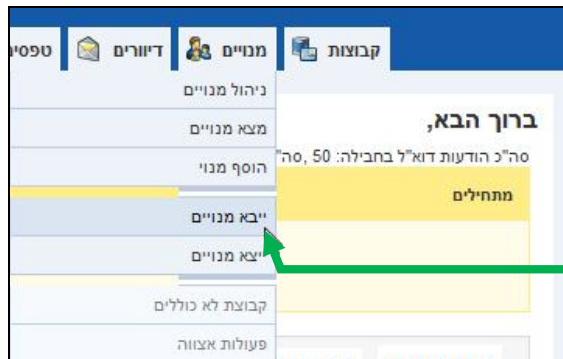 קבוצות מנויים דיוורים
ניהול מנויים
מצא מנויים
הוסף מנוי
ייבא מנויים
ייצא מנויים
קבוצת לא כוללים
פעולות אצווה
ברוך הבא,
סה"כ הודעות דוא"ל בחבילה: 50 ,סה"
מתחילים